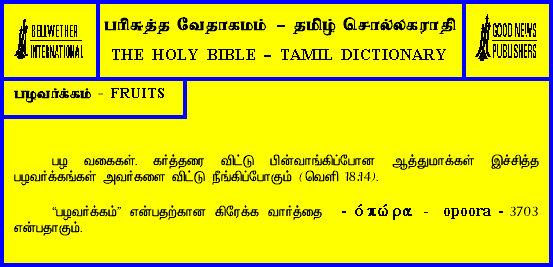 BELLWETHER
INTERNATIONAL
பரிசுத்த வேதாகமம் – தமிழ் சொல்லகராதி
THE HOLY BIBLE – TAMIL DICTIONARY
GOOD NEWS
PUBLISHERS
பழவர்க்கம் - FRUITS
பழ வகைகள். கர்த்தரை விட்டு பின்வாங்கிப்போன ஆத்துமாக்கள் இச்சித்த
பழவர்க்கங்கள் அவர்களை விட்டு நீங்கிப்போகும் (வெளி 18:14).
“பழவர்க்கம்” என்பதற்கான கிரேக்க வார்த்தை - όπώρα - opoora - 3703
என்பதாகும்.